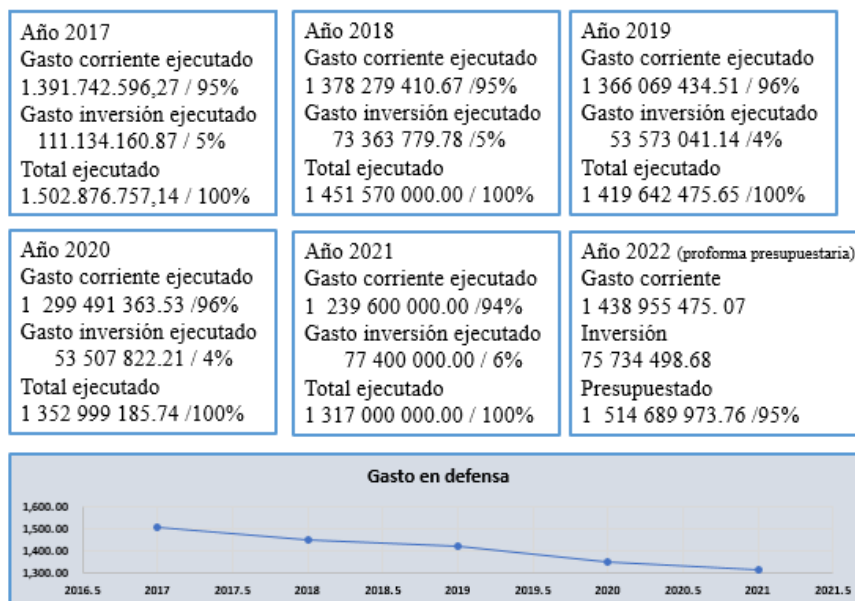 Año 2017
Gasto corriente ejecutado
1.391.742.596,27 / 95%
Gasto inversión ejecutado
111.134.160.87 / 5%
Total ejecutado
1.502.876.757,14 / 100%
Año 2018
Gasto corriente ejecutado
1 378 279 410.67 /95%
Gasto inversión ejecutado
73 363 779.78 /5%
Total ejecutado
1 451 570 000.00 / 100%
Año 2019
Gasto corriente ejecutado
1 366 069 434.51 / 96%
Gasto inversión ejecutado
53 573 041.14 /4%
Total ejecutado
1 419 642 475.65 /100%
Año 2020
Gasto corriente ejecutado
1 299 491 363.53 /96%
Gasto inversión ejecutado
53 507 822.21 / 4%
Total ejecutado
1 352 999 185.74 /100%
Año 2021
Gasto corriente ejecutado
1 239 600 000.00 /94%
Gasto inversión ejecutado
77 400 000.00 / 6%
Total ejecutado
1 317 000 000.00 / 100%
Año 2022 (proforma presupuestaria)
Gasto corriente
1 438 955 475. 07
Inversión
75 734 498.68
Presupuestado
1 514 689 973.76 /95%
Gasto en defensa
1,600.00
1,500.00
1,400.00
1,300.00
2016.5 2017 2017.5 2018 2018.5 2019 2019.5 2020 2020.5 2021 2021.5